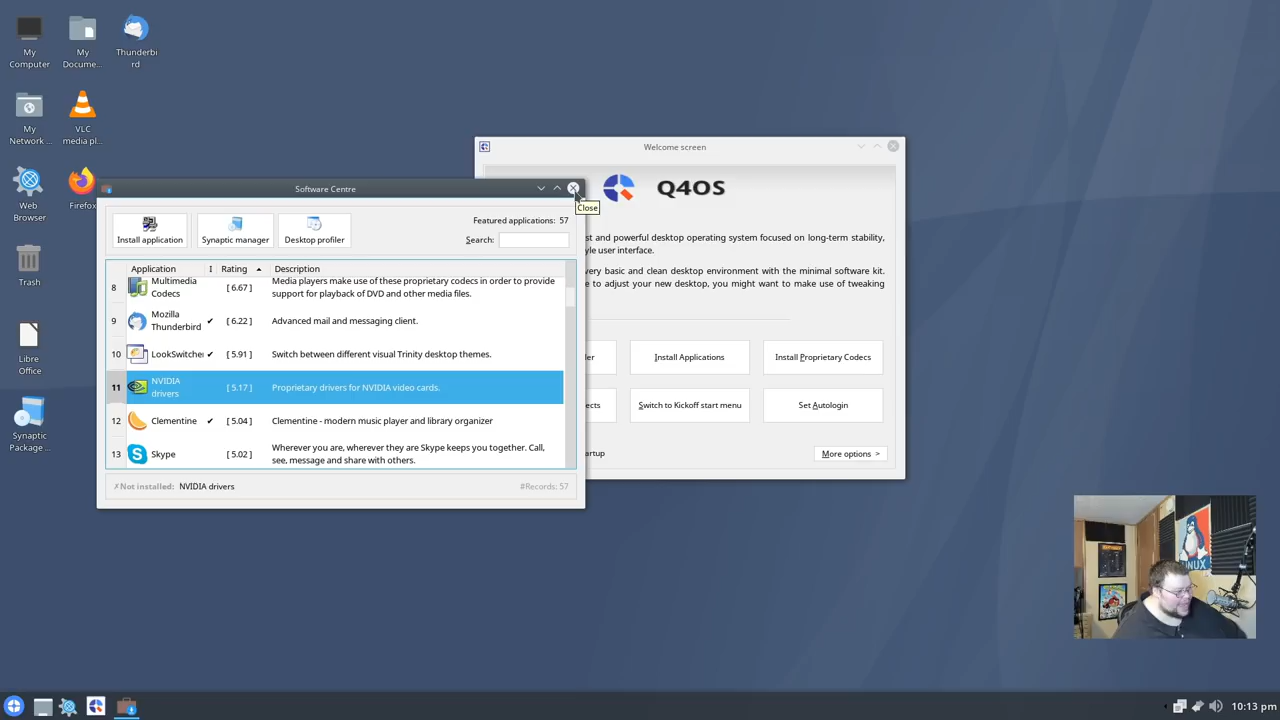 My
Computer
My
Docume...
Thunderbi
rd
My
Network ...
VLC
media pl...
Web
Browser
Firefox
Trash
Libre
Office
Synaptic
Package ...
Welcome screen
Q4OS
st and powerful desktop operating system focused on long-term stability,
yle user interface.
very basic and clean desktop environment with the minimal software kit.
e to adjust your new desktop, you might want to make use of tweaking
ler
Install Applications
Install Proprietary Codecs
ects
Switch to Kickoff start menu
Set Autologin
artup
More options >
Software Centre
Close
Install application
Synaptic manager
Desktop profiler
Featured applications: 57
Search:
Application I Rating Description
8 Multimedia Codecs [ 6.67 ] Media players make use of these proprietary codecs in order to provide
support for playback of DVD and other media files.
9 Mozilla Thunderbird ✔ [ 6.22 ] Advanced mail and messaging client.
10 LookSwitcher ✔ [ 5.91 ] Switch between different visual Trinity desktop themes.
11 NVIDIA drivers [ 5.17 ] Proprietary drivers for NVIDIA video cards.
12 Clementine ✔ [ 5.04 ] Clementine - modern music player and library organizer
13 Skype [ 5.02 ] Wherever you are, wherever they are Skype keeps you together. Call,
see, message and share with others.
✗Not installed: NVIDIA drivers
#Records: 57
LINUX
10:13 pm